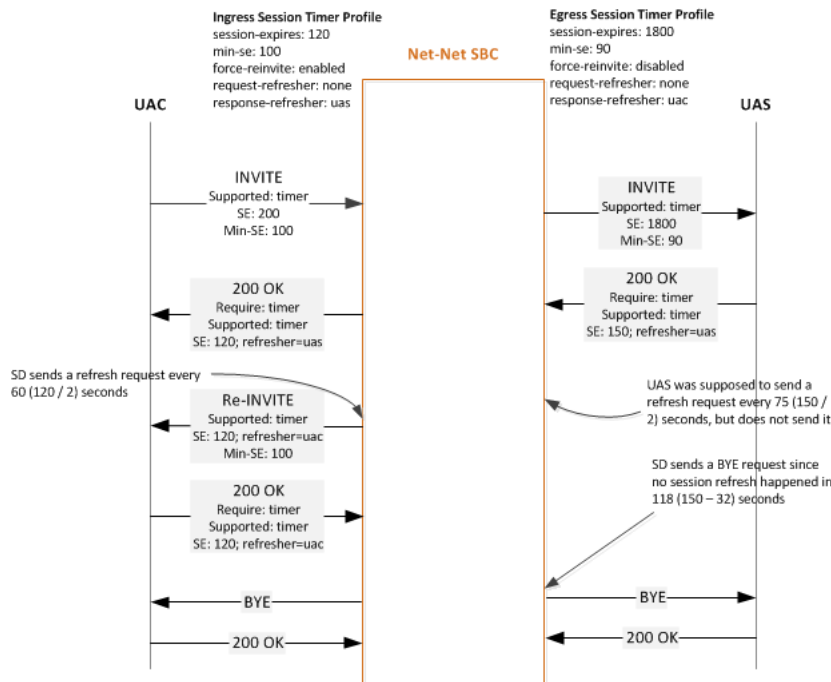 Ingress Session Timer Profile
session-expires: 120
min-se: 100
force-reinvite: enabled
request-refresher: none
response-refresher: uas
Net-Net SBC
Egress Session Timer Profile
session-expires: 1800
min-se: 90
force-reinvite: disabled
request-refresher: none
response-refresher: uac
UAC
UAS
INVITE
Supported: timer
SE: 200
Min-SE: 100
INVITE
Supported: timer
SE: 1800
Min-SE: 90
200 OK
Require: timer
Supported: timer
SE: 120; refresher=uas
200 OK
Require: timer
Supported: timer
SE: 150; refresher=uas
SD sends a refresh request every
60 (120 / 2) seconds
UAS was supposed to send a
refresh request every 75 (150 /
2) seconds, but does not send it
Re-INVITE
Supported: timer
SE: 120; refresher=uac
Min-SE: 100
SD sends a BYE request since
no session refresh happened in
118 (150 – 32) seconds
200 OK
Require: timer
Supported: timer
SE: 120; refresher=uac
BYE
BYE
200 OK
200 OK